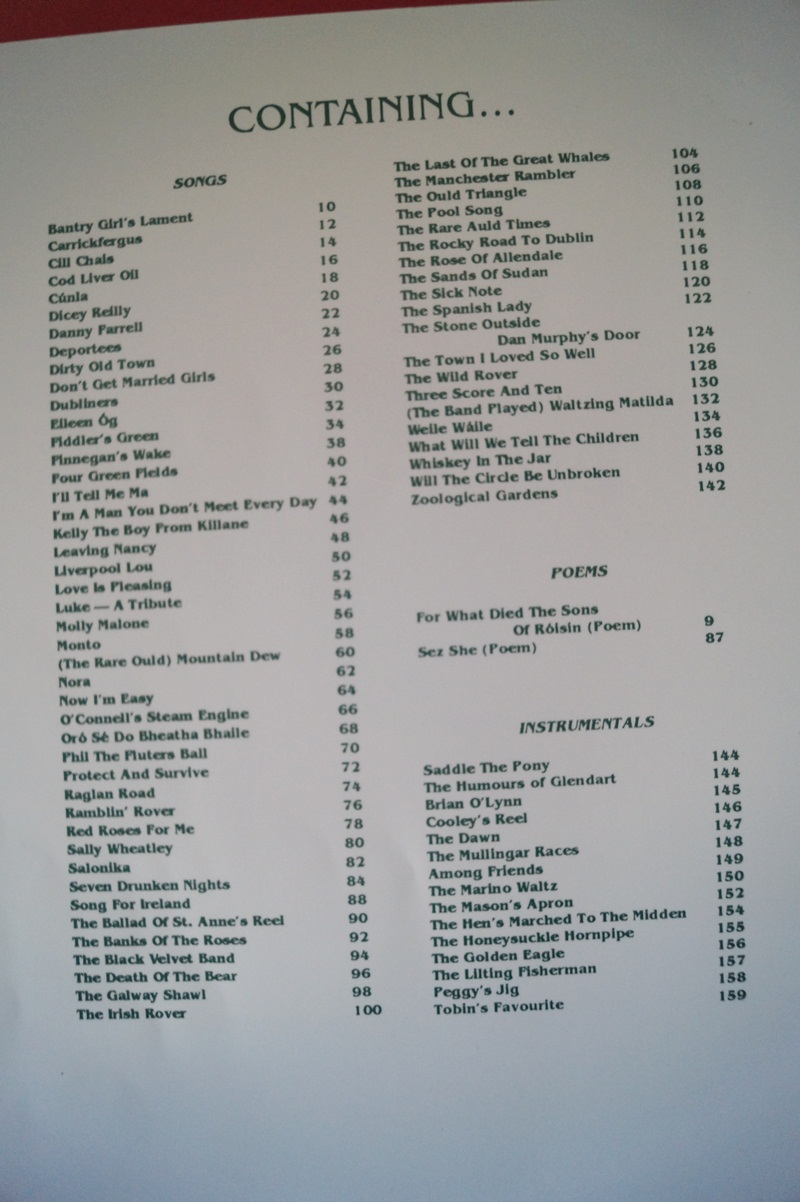 CONTAINING...
SONGS
Bantry Girl's Lament 10
Carrickfergus 12
Cill Chais 14
Cod Liver Oil 16
Cúnla 18
Dicey Reilly 20
Danny Farrell 22
Deportees 24
Dirty Old Town 26
Don't Get Married Girls 28
Dubliners 30
Eileen Óg 32
Fiddler's Green 34
Finnegan's Wake 38
Four Green Fields 40
I'll Tell Me Ma 42
I'm A Man You Don't Meet Every Day 44
Kelly The Boy From Killane 46
Leaving Nancy 48
Liverpool Lou 50
Love Is Pleasing 52
Luke — A Tribute 54
Molly Malone 56
Monto 58
(The Rare Ould) Mountain Dew 60
Nora 62
Now I'm Easy 64
O'Connell's Steam Engine 66
Oró Sé Do Bheatha Bhaile 68
Phil The Fluters Ball 70
Protect And Survive 72
Raglan Road 74
Ramblin' Rover 76
Red Roses For Me 78
Sally Wheatley 80
Salonika 82
Seven Drunken Nights 84
Song For Ireland 88
The Ballad Of St. Anne's Reel 90
The Banks Of The Roses 92
The Black Velvet Band 94
The Death Of The Bear 96
The Galway Shawl 98
The Irish Rover 100
The Last Of The Great Whales 104
The Manchester Rambler 106
The Ould Triangle 108
The Pool Song 110
The Rare Auld Times 112
The Rocky Road To Dublin 114
The Rose Of Allendale 116
The Sands Of Sudan 118
The Sick Note 120
The Spanish Lady 122
The Stone Outside
Dan Murphy's Door 124
The Town I Loved So Well 126
The Wild Rover 128
Three Score And Ten 130
(The Band Played) Waltzing Matilda 132
Weile Wáile 134
What Will We Tell The Children 136
Whiskey In The Jar 138
Will The Circle Be Unbroken 140
Zoological Gardens 142
POEMS
For What Died The Sons
Of Róisin (Poem) 9
Sez She (Poem) 87
INSTRUMENTALS
Saddle The Pony 144
The Humours of Glendart 144
Brian O'Lynn 145
Cooley's Reel 146
The Dawn 147
The Mullingar Races 148
Among Friends 149
The Marino Waltz 150
The Mason's Apron 152
The Hen's Marched To The Midden 154
The Honeysuckle Hornpipe 155
The Golden Eagle 156
The Lilting Fisherman 157
Peggy's Jig 158
Tobin's Favourite 159